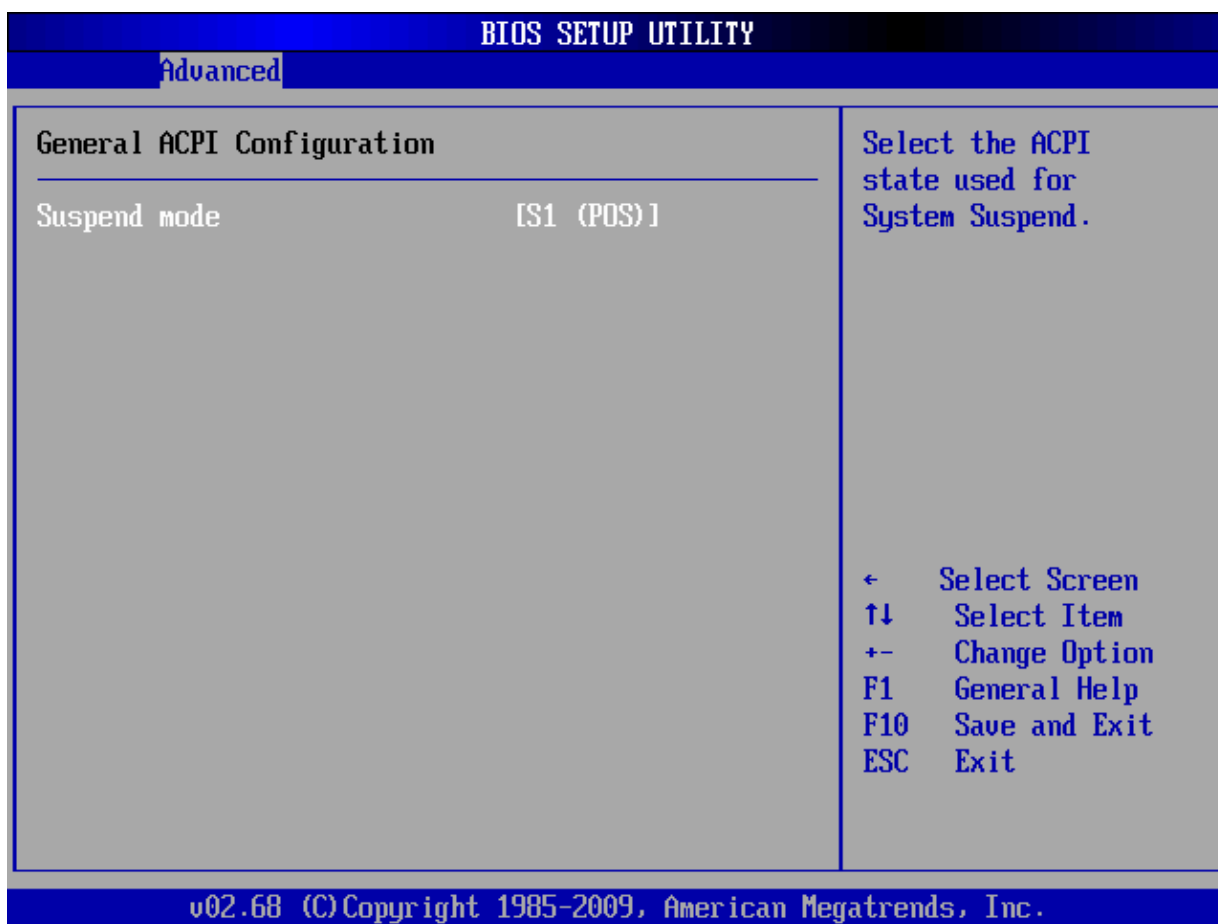 BIOS SETUP UTILITY
Advanced
General ACPI Configuration
Suspend mode [S1 (POS)]
Select the ACPI
state used for
System Suspend.
← Select Screen
↑↓ Select Item
+- Change Option
F1 General Help
F10 Save and Exit
ESC Exit
v02.68 (C)Copyright 1985-2009, American Megatrends, Inc.